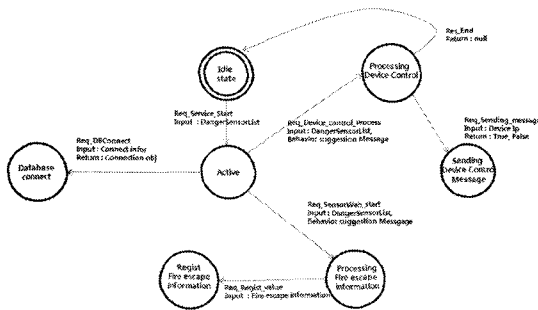 Res_End
Return : null
Idle
state
Processing
Device Control
Req_Service_Start
Input : DangerSensorList
Req_Device_control_Process
Input : DangerSensorList,
Behavior suggestion Message
Req_Sending_message
Input : Device Ip
Return : True, False
Req_DBConnect
Input : Connect infos
Return : Connection obj
Database
connect
Active
Sending
Device Control
Message
Req_SensorWeb_start
Input : DangerSensorList,
Behavior suggestion Messgage
Regist
Fire escape
information
Req_Regist_value
Input : Fire escape information
Processing
Fire escape
information